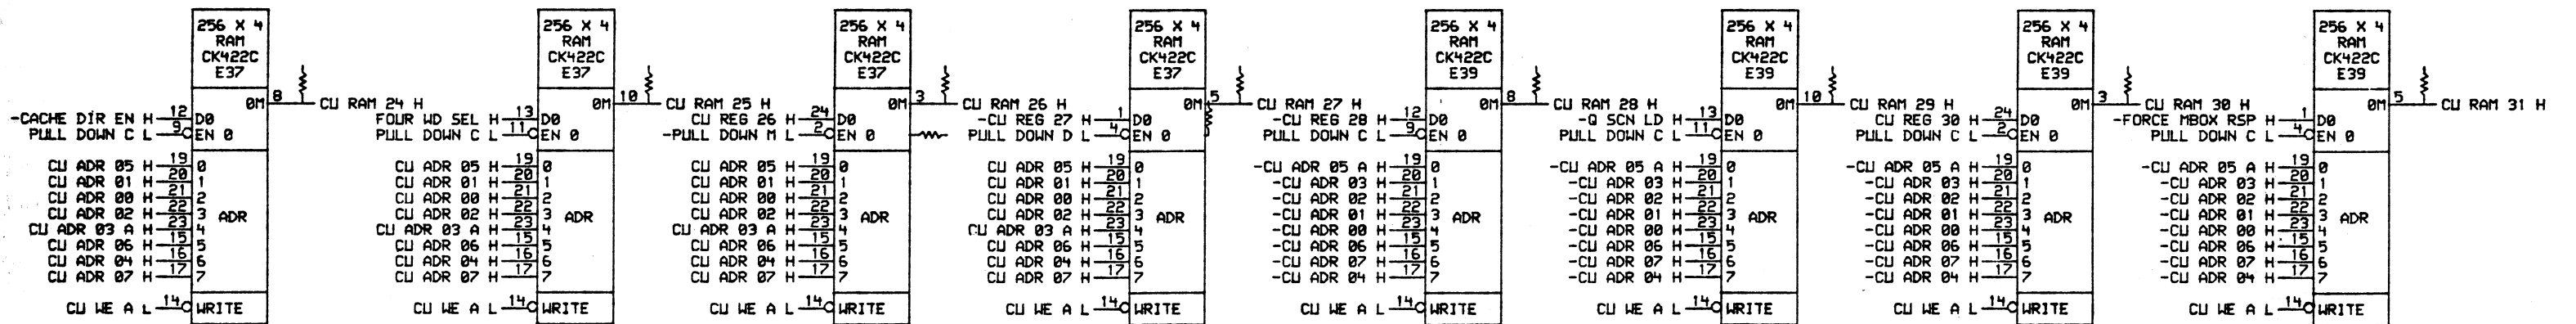 256 X 4
RAM
CK422C
E37
0M 8 CU RAM 24 H
-CACHE DIR EN H 12 D0
PULL DOWN C L 9 EN 0
CU ADR 05 H 19 0
CU ADR 01 H 20 1
CU ADR 00 H 21 2
CU ADR 02 H 22 3 ADR
CU ADR 03 A H 23 4
CU ADR 06 H 15 5
CU ADR 04 H 16 6
CU ADR 07 H 17 7
CU WE A L 14 WRITE
256 X 4
RAM
CK422C
E37
0M 10 CU RAM 25 H
FOUR WD SEL H 13 D0
PULL DOWN C L 11 EN 0
CU ADR 05 H 19 0
CU ADR 01 H 20 1
CU ADR 00 H 21 2
CU ADR 02 H 22 3 ADR
CU ADR 03 A H 23 4
CU ADR 06 H 15 5
CU ADR 04 H 16 6
CU ADR 07 H 17 7
CU WE A L 14 WRITE
256 X 4
RAM
CK422C
E37
0M 3 CU RAM 26 H
CU REG 26 H 24 D0
-PULL DOWN M L 2 EN 0
CU ADR 05 H 19 0
CU ADR 01 H 20 1
CU ADR 00 H 21 2
CU ADR 02 H 22 3 ADR
CU ADR 03 A H 23 4
CU ADR 06 H 15 5
CU ADR 04 H 16 6
CU ADR 07 H 17 7
CU WE A L 14 WRITE
256 X 4
RAM
CK422C
E37
0M 5 CU RAM 27 H
-CU REG 27 H 1 D0
PULL DOWN D L 4 EN 0
CU ADR 05 H 19 0
CU ADR 01 H 20 1
CU ADR 00 H 21 2
CU ADR 02 H 22 3 ADR
CU ADR 03 A H 23 4
CU ADR 06 H 15 5
CU ADR 04 H 16 6
CU ADR 07 H 17 7
CU WE A L 14 WRITE
256 X 4
RAM
CK422C
E39
0M 8 CU RAM 28 H
-CU REG 28 H 12 D0
PULL DOWN C L 9 EN 0
-CU ADR 05 A H 19 0
-CU ADR 03 H 20 1
-CU ADR 02 H 21 2
-CU ADR 01 H 22 3 ADR
-CU ADR 00 H 23 4
-CU ADR 06 H 15 5
-CU ADR 07 H 16 6
-CU ADR 04 H 17 7
CU WE A L 14 WRITE
256 X 4
RAM
CK422C
E39
0M 10 CU RAM 29 H
-Q SCN LD H 13 D0
PULL DOWN C L 11 EN 0
-CU ADR 05 A H 19 0
-CU ADR 03 H 20 1
-CU ADR 02 H 21 2
-CU ADR 01 H 22 3 ADR
-CU ADR 00 H 23 4
-CU ADR 06 H 15 5
-CU ADR 07 H 16 6
-CU ADR 04 H 17 7
CU WE A L 14 WRITE
256 X 4
RAM
CK422C
E39
0M 3 CU RAM 30 H
CU REG 30 H 24 D0
PULL DOWN C L 2 EN 0
-CU ADR 05 A H 19 0
-CU ADR 03 H 20 1
-CU ADR 02 H 21 2
-CU ADR 01 H 22 3 ADR
-CU ADR 00 H 23 4
-CU ADR 06 H 15 5
-CU ADR 07 H 16 6
-CU ADR 04 H 17 7
CU WE A L 14 WRITE
256 X 4
RAM
CK422C
E39
0M 5 CU RAM 31 H
-FORCE MBOX RSP H 1 D0
PULL DOWN C L 4 EN 0
-CU ADR 05 A H 19 0
-CU ADR 03 H 20 1
-CU ADR 02 H 21 2
-CU ADR 01 H 22 3 ADR
-CU ADR 00 H 23 4
-CU ADR 06 H 15 5
-CU ADR 07 H 16 6
-CU ADR 04 H 17 7
CU WE A L 14 WRITE